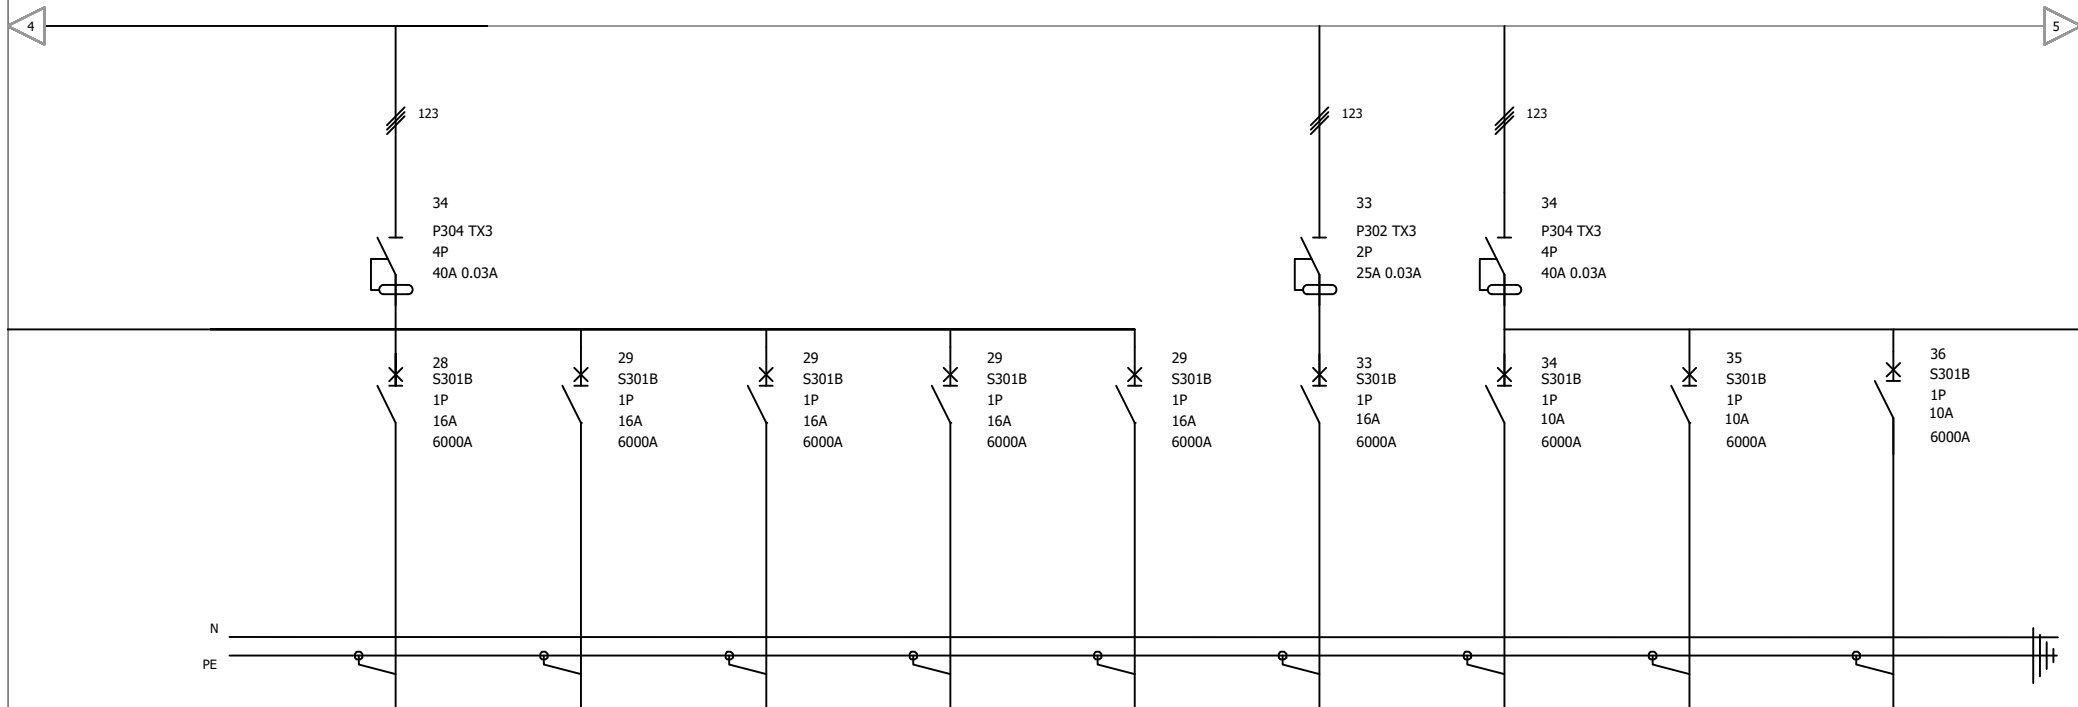 4
5
123
123
123
34
P304 TX3
4P
40A 0.03A
33
P302 TX3
2P
25A 0.03A
34
P304 TX3
4P
40A 0.03A
28
S301B
1P
16A
6000A
29
S301B
1P
16A
6000A
29
S301B
1P
16A
6000A
29
S301B
1P
16A
6000A
29
S301B
1P
16A
6000A
33
S301B
1P
16A
6000A
34
S301B
1P
10A
6000A
35
S301B
1P
10A
6000A
36
S301B
1P
10A
6000A
N
PE